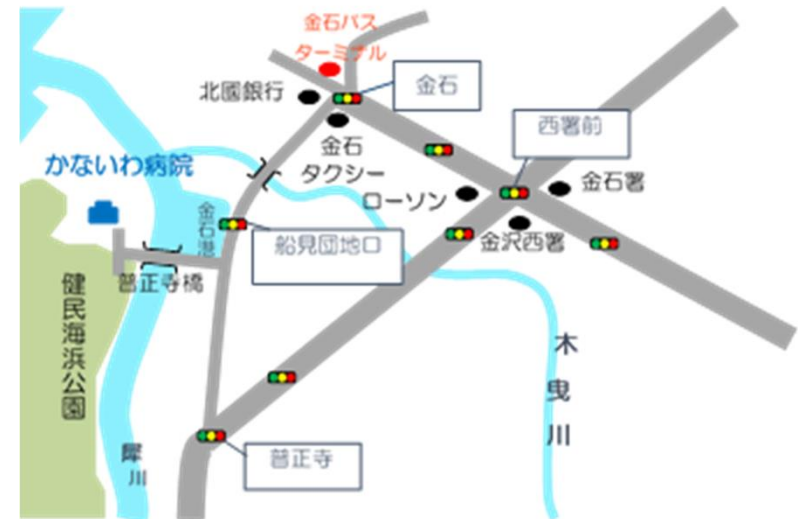 金石バス
ターミナル
北國銀行
金石
西署前
金石
タクシー
かないわ病院
ローソン
金石署
金石港
船見団地口
金沢西署
普正寺橋
健民海浜公園
木曳川
普正寺
犀川